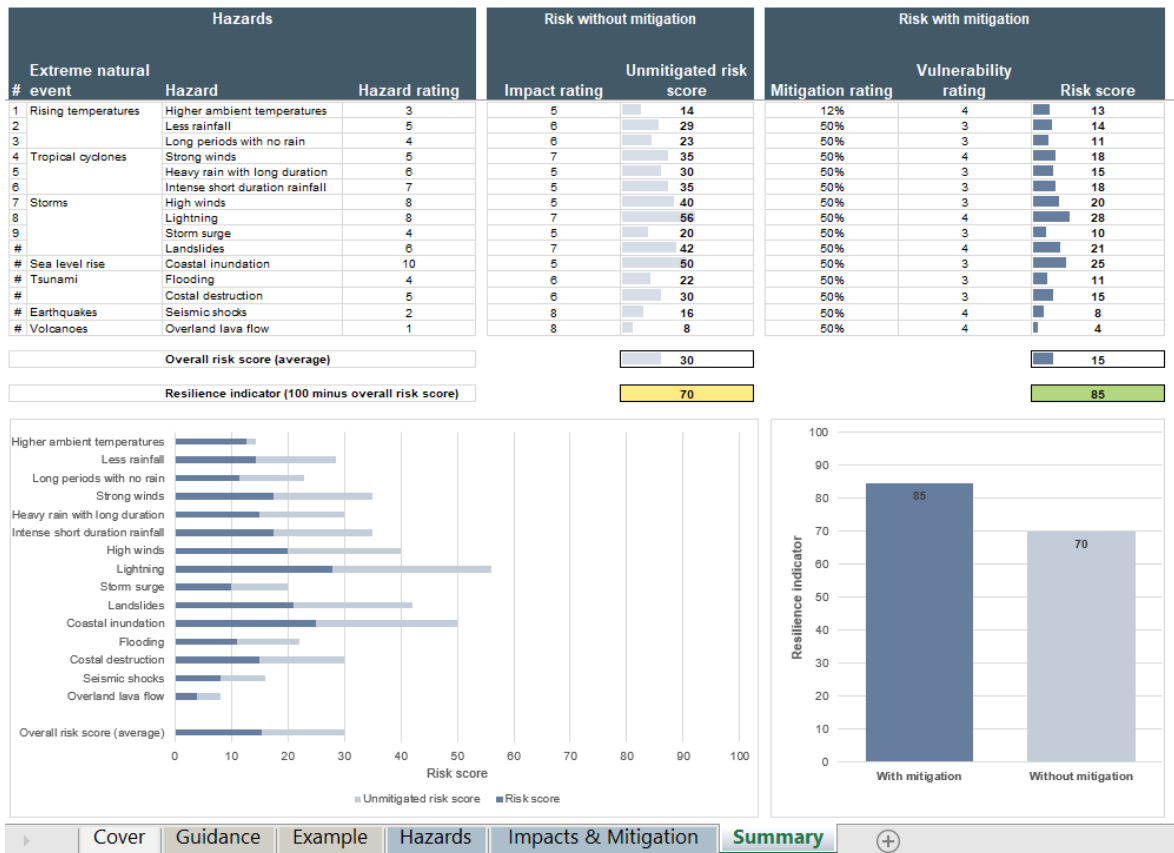 Hazards Risk without mitigation Risk with mitigation
Extreme natural Unmitigated risk Vulnerability
# event Hazard Hazard rating Impact rating score Mitigation rating rating Risk score
1 Rising temperatures Higher ambient temperatures 3 5 14 12% 4 13
2 Less rainfall 5 6 29 50% 3 14
3 Long periods with no rain 4 6 23 50% 3 11
4 Tropical cyclones Strong winds 5 7 35 50% 4 18
5 Heavy rain with long duration 6 5 30 50% 3 15
6 Intense short duration rainfall 7 5 35 50% 3 18
7 Storms High winds 8 5 40 50% 3 20
8 Lightning 8 7 56 50% 4 28
9 Storm surge 4 5 20 50% 3 10
# Landslides 6 7 42 50% 4 21
# Sea level rise Coastal inundation 10 5 50 50% 3 25
# Tsunami Flooding 4 6 22 50% 3 11
# Costal destruction 5 6 30 50% 3 15
# Earthquakes Seismic shocks 2 8 16 50% 4 8
# Volcanoes Overland lava flow 1 8 8 50% 4 4
Overall risk score (average) 30 15
Resilience indicator (100 minus overall risk score) 70 85
Higher ambient temperatures
Less rainfall
Long periods with no rain
Strong winds
Heavy rain with long duration
Intense short duration rainfall
High winds
Lightning
Storm surge
Landslides
Coastal inundation
Flooding
Costal destruction
Seismic shocks
Overland lava flow
Overall risk score (average)
0 10 20 30 40 50 60 70 80 90 100
Risk score
Unmitigated risk score Risk score
Resilience indicator
100
90
80
70
60
50
40
30
20
10
0
85
70
With mitigation Without mitigation
Cover Guidance Example Hazards Impacts & Mitigation Summary